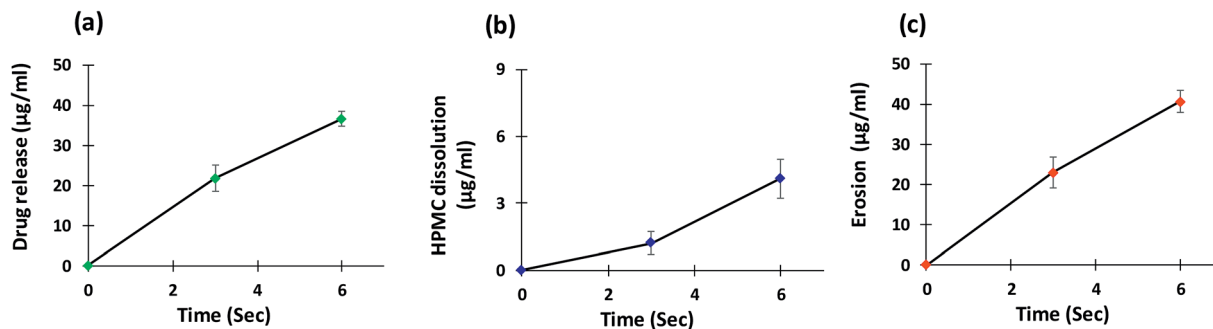 (a)
Drug release (µg/ml)
50
40
30
20
10
0
0 2 4 6
Time (Sec)
(b)
HPMC dissolution
(µg/ml)
9
6
3
0
0 2 4 6
Time (Sec)
(c)
Erosion (µg/ml)
50
40
30
20
10
0
0 2 4 6
Time (Sec)